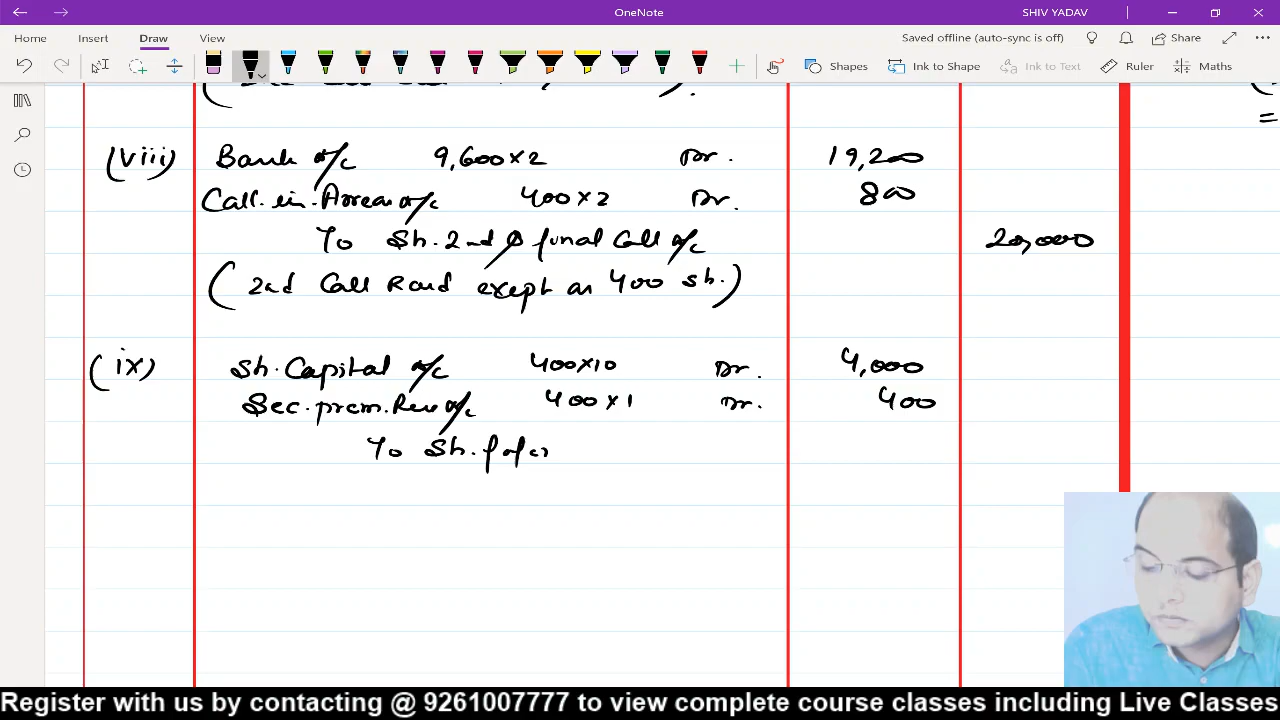 OneNote
SHIV YADAV
Home Insert Draw View
Saved offline (auto-sync is off)
Share
Shapes
Ink to Shape
Ink to Text
Ruler
Maths
=
(viii) Bank a/c 9,600×2 Dr. 19,200
Call.in.Arrear a/c 400×2 Dr. 800
To Sh. 2nd & final Call a/c 20,000
(2nd Call Recd except on 400 Sh.)
(ix) Sh. Capital a/c 400×10 Dr. 4,000
Sec. prem. Res a/c 400×1 Dr. 400
To Sh.
Register with us by contacting @ 9261007777 to view complete course classes including Live Classes